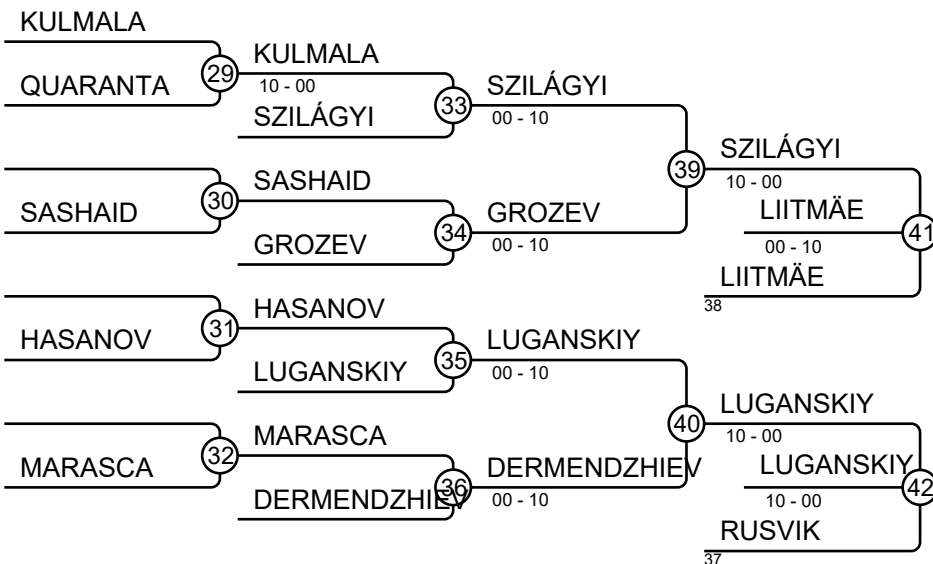 KULMALA
QUARANTA
29
KULMALA
10 - 00
SZILÁGYI
33
SZILÁGYI
00 - 10
SASHAID
30
SASHAID
GROZEV
34
GROZEV
00 - 10
39
SZILÁGYI
10 - 00
LIITMÄE
00 - 10
41
LIITMÄE
38
HASANOV
31
HASANOV
LUGANSKIY
35
LUGANSKIY
00 - 10
MARASCA
32
MARASCA
DERMENDZHIEV
36
DERMENDZHIEV
00 - 10
40
LUGANSKIY
10 - 00
LUGANSKIY
10 - 00
42
RUSVIK
37